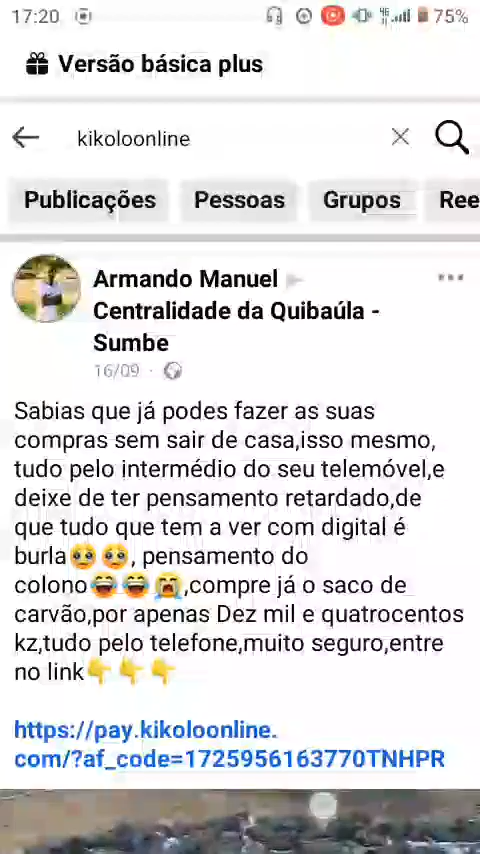 17:20 4G 75%
Versão básica plus
kikoloonline
Publicações Pessoas Grupos Ree
Armando Manuel
Centralidade da Quibaúla -
Sumbe
16/09 ·
Sabias que já podes fazer as suas
compras sem sair de casa,isso mesmo,
tudo pelo intermédio do seu telemóvel,e
deixe de ter pensamento retardado,de
que tudo que tem a ver com digital é
burla🥹🥹, pensamento do
colono😂😂😭,compre já o saco de
carvão,por apenas Dez mil e quatrocentos
kz,tudo pelo telefone,muito seguro,entre
no link👇👇👇
https://pay.kikoloonline.
com/?af_code=1725956163770TNHPR